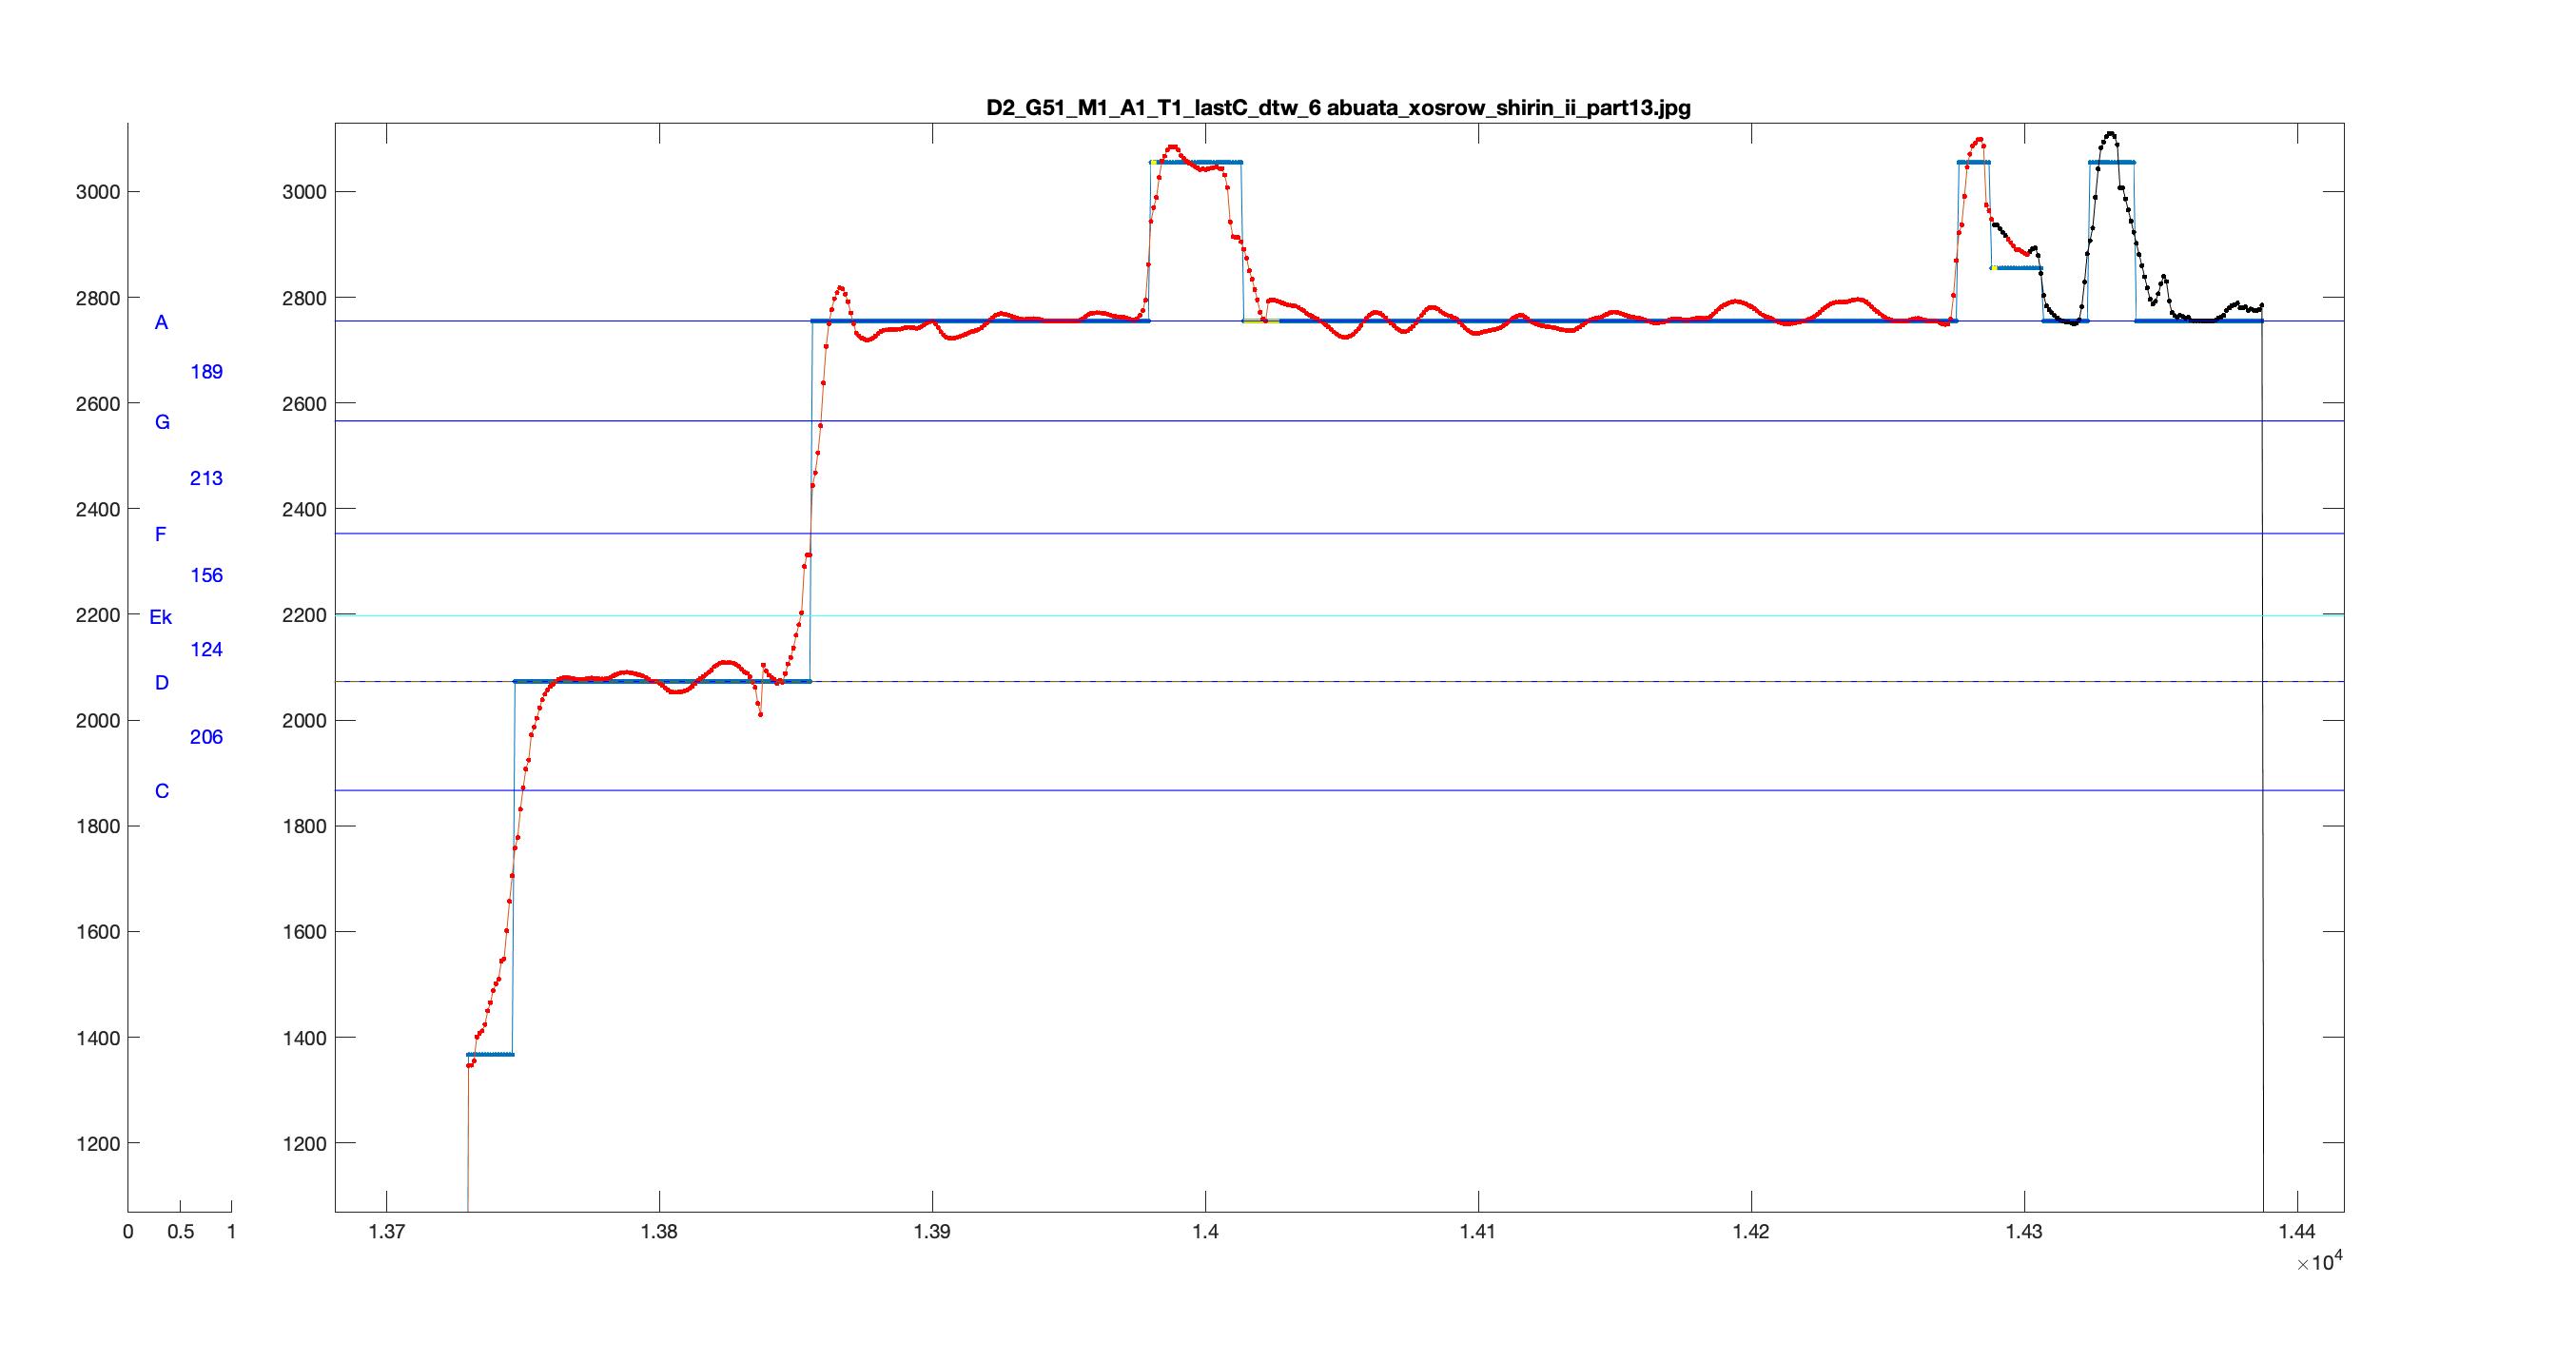 D2_G51_M1_A1_T1_lastC_dtw_6 abuata_xosrow_shirin_ii_part13.jpg
3000 3000
2800 2800
A
189
2600 2600
G
213
2400 2400
F
156
2200 Ek 2200
124
D
2000 2000
206
C
1800 1800
1600 1600
1400 1400
1200 1200
0 0.5 1 1.37 1.38 1.39 1.4 1.41 1.42 1.43 1.44
×10⁴